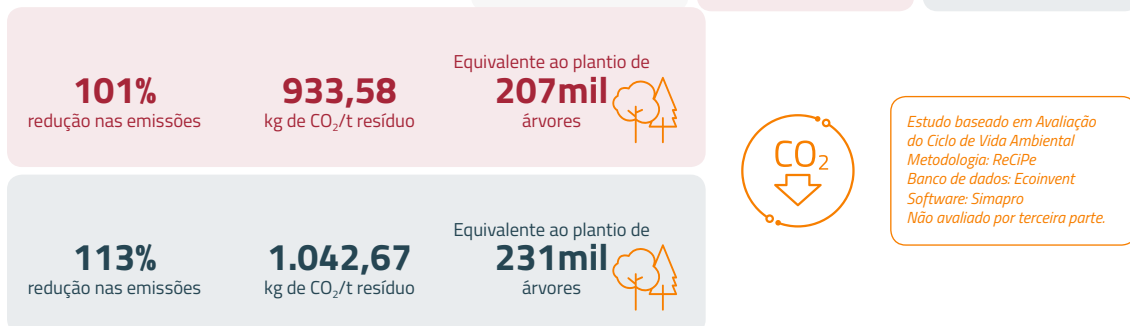 101%
redução nas emissões
933,58
kg de CO₂/t resíduo
Equivalente ao plantio de
207mil
árvores
113%
redução nas emissões
1.042,67
kg de CO₂/t resíduo
Equivalente ao plantio de
231mil
árvores
CO₂
Estudo baseado em Avaliação
do Ciclo de Vida Ambiental
Metodologia: ReCiPe
Banco de dados: Ecoinvent
Software: Simapro
Não avaliado por terceira parte.